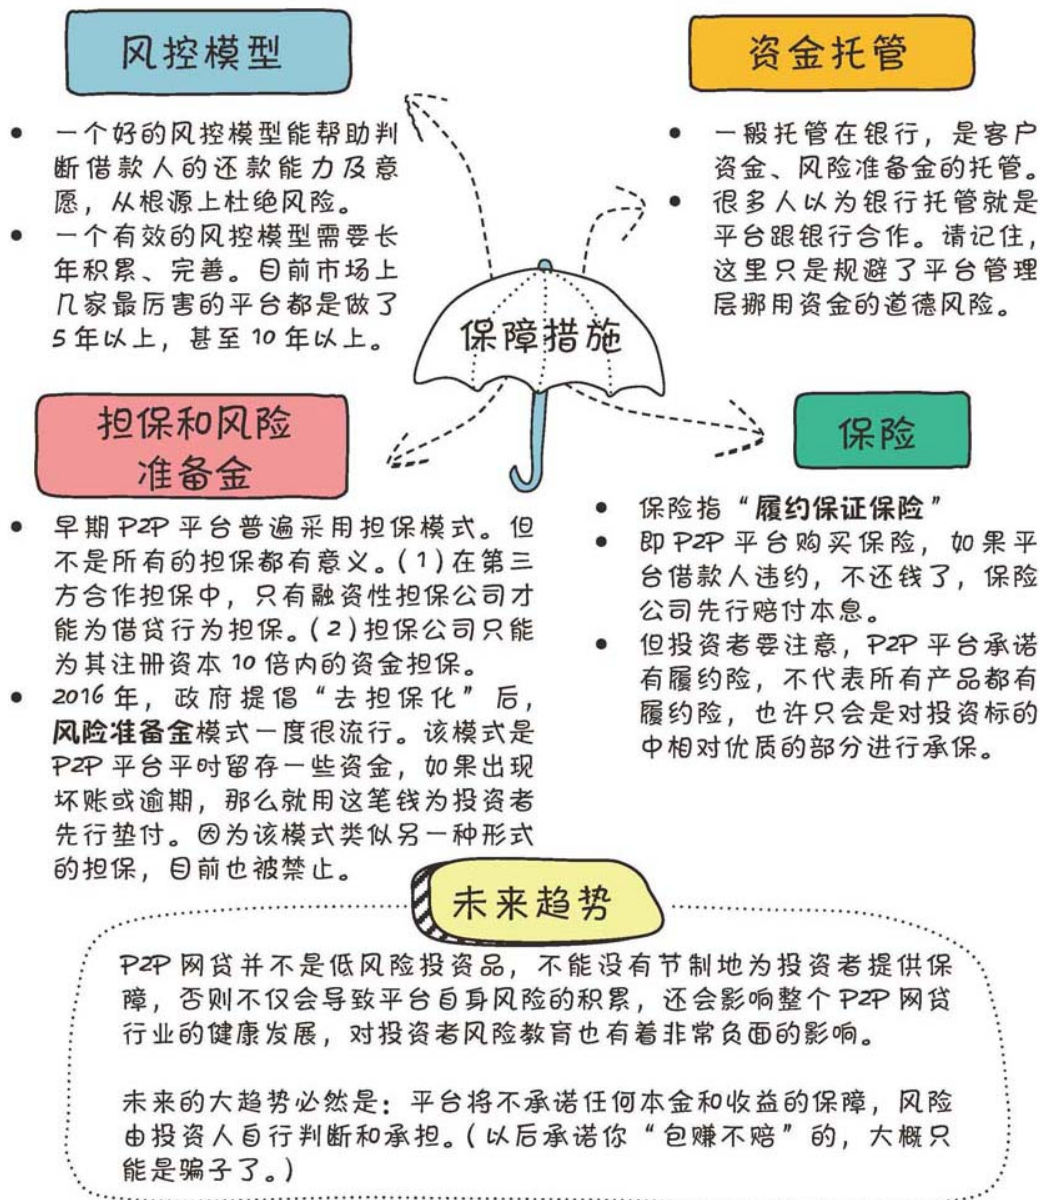 风控模型
• 一个好的风控模型能帮助判
断借款人的还款能力及意
愿，从根源上杜绝风险。
• 一个有效的风控模型需要长
年积累、完善。目前市场上
几家最厉害的平台都是做了
5年以上，甚至10年以上。
资金托管
• 一般托管在银行，是客户
资金、风险准备金的托管。
• 很多人以为银行托管就是
平台跟银行合作。请记住，
这里只是规避了平台管理
层挪用资金的道德风险。
保障措施
担保和风险
准备金
• 早期P2P平台普遍采用担保模式。但
不是所有的担保都有意义。(1)在第三
方合作担保中，只有融资性担保公司才
能为借贷行为担保。(2)担保公司只能
为其注册资本10倍内的资金担保。
• 2016年，政府提倡“去担保化”后，
风险准备金模式一度很流行。该模式是
P2P平台平时留存一些资金，如果出现
坏账或逾期，那么就用这笔钱为投资者
先行垫付。因为该模式类似另一种形式
的担保，目前也被禁止。
保险
• 保险指“履约保证保险”
• 即P2P平台购买保险，如果平
台借款人违约，不还钱了，保险
公司先行赔付本息。
• 但投资者要注意，P2P平台承诺
有履约险，不代表所有产品都有
履约险，也许只会是对投资标的
中相对优质的部分进行承保。
未来趋势
P2P网贷并不是低风险投资品，不能没有节制地为投资者提供保
障，否则不仅会导致平台自身风险的积累，还会影响整个P2P网贷
行业的健康发展，对投资者风险教育也有着非常负面的影响。
未来的大趋势必然是：平台将不承诺任何本金和收益的保障，风险
由投资人自行判断和承担。(以后承诺你“包赚不赔”的，大概只
能是骗子了。)